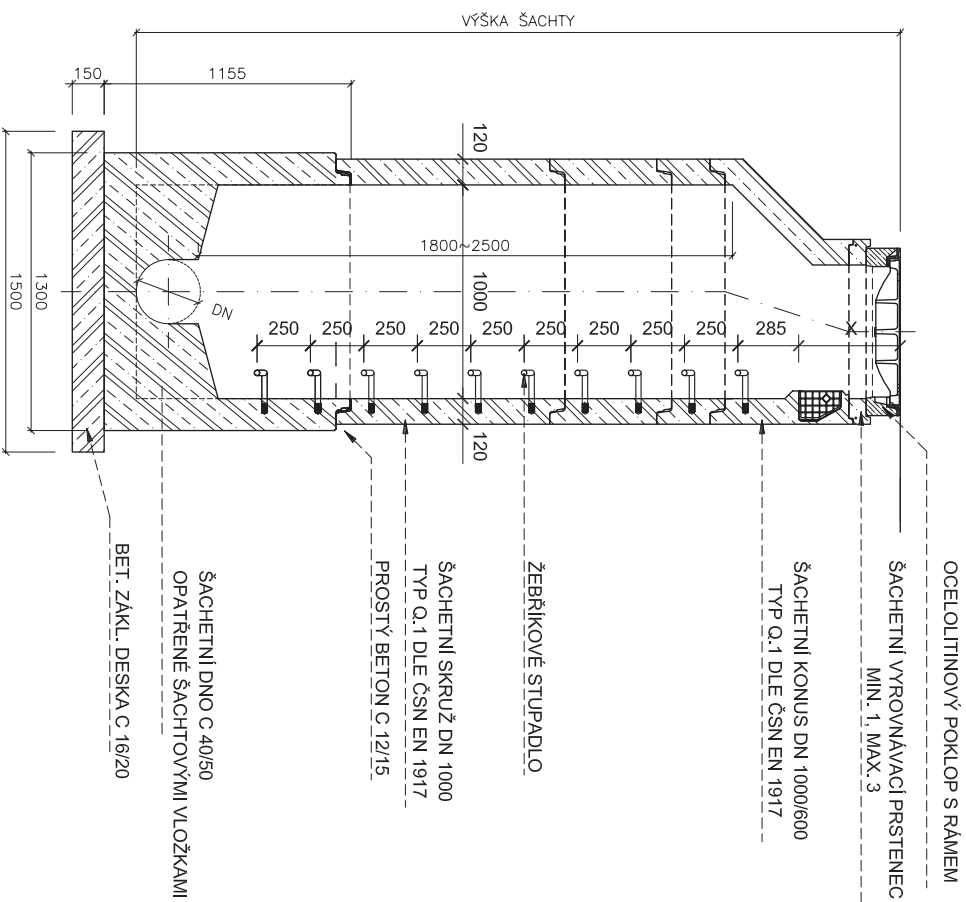 VÝŠKA ŠACHTY
150
1155
120
1800~2500
1000
DN
250
250
250
250
250
250
250
250
250
285
120
1300
1500
OCELOLITINOVÝ POKLOP S RÁMEM
ŠACHETNÍ VYROVNÁVACÍ PRSTENEC
MIN. 1, MAX. 3
ŠACHETNÍ KONUS DN 1000/600
TYP Q.1 DLE ČSN EN 1917
ŽEBŘÍKOVÉ STUPADLO
ŠACHETNÍ SKRUŽ DN 1000
TYP Q.1 DLE ČSN EN 1917
PROSTÝ BETON C 12/15
ŠACHETNÍ DNO C 40/50
OPATŘENÉ ŠACHTOVÝMI VLOŽKAMI
BET. ZÁKL. DESKA C 16/20